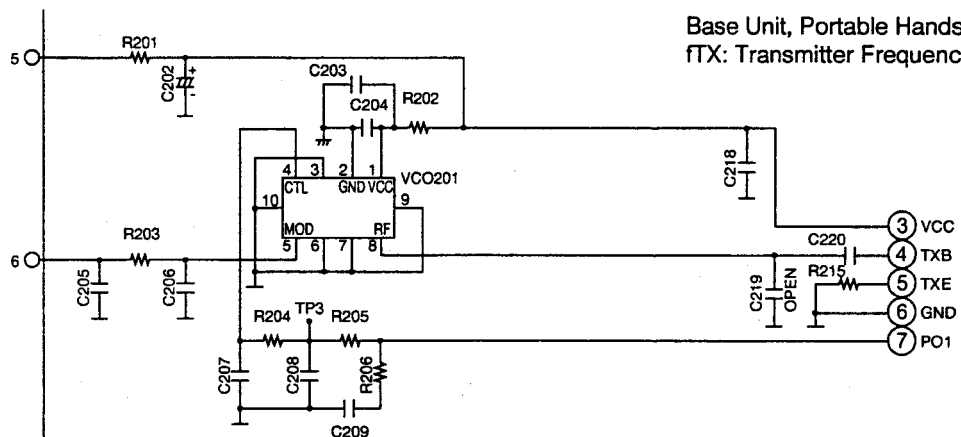 Base Unit, Portable Hands
fTX: Transmitter Frequenc
5
R201
C202
+
-
C203
C204
R202
4 3 2 1
CTL GND VCC
VCO201
10
9
MOD RF
5 6 7 8
C218
3 VCC
C220
4 TXB
R215
5 TXE
6 GND
7 PO1
C219
OPEN
6
R203
C205
C206
TP3
R204
R205
C207
C208
R206
C209